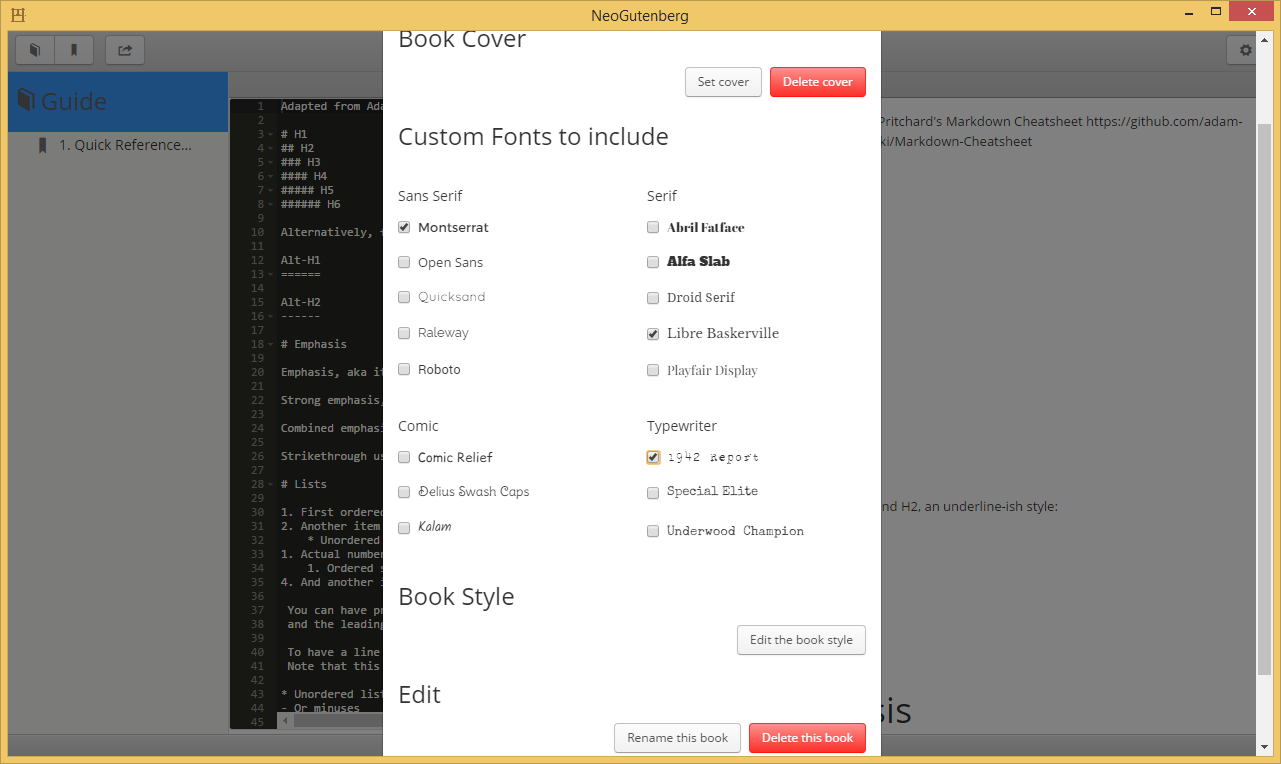 NeoGutenberg
Book Cover
Set cover
Delete cover
Guide
1. Quick Reference...
1 Adapted from Ada
2
3 # H1
4 ## H2
5 ### H3
6 #### H4
7 ##### H5
8 ###### H6
9
10 Alternatively,
11
12 Alt-H1
13 ======
14
15 Alt-H2
16 ------
17
18 # Emphasis
19
20 Emphasis, aka it
21
22 Strong emphasis,
23
24 Combined emphasi
25
26 Strikethrough us
27
28 # Lists
29
30 1. First ordered
31 2. Another item
32 * Unordered
33 1. Actual number
34 1. Ordered s
35 4. And another i
36
37 You can have pr
38 and the leading
39
40 To have a line
41 Note that this
42
43 * Unordered list
44 - Or minuses
45
Custom Fonts to include
Sans Serif
Montserrat
Open Sans
Quicksand
Raleway
Roboto
Serif
Abril Fatface
Alfa Slab
Droid Serif
Libre Baskerville
Playfair Display
Comic
Comic Relief
Delius Swash Caps
Kalam
Typewriter
1942 Report
Special Elite
Underwood Champion
Book Style
Edit the book style
Edit
Rename this book
Delete this book
Pritchard's Markdown Cheatsheet https://github.com/adam-
ki/Markdown-Cheatsheet
nd H2, an underline-ish style:
sis